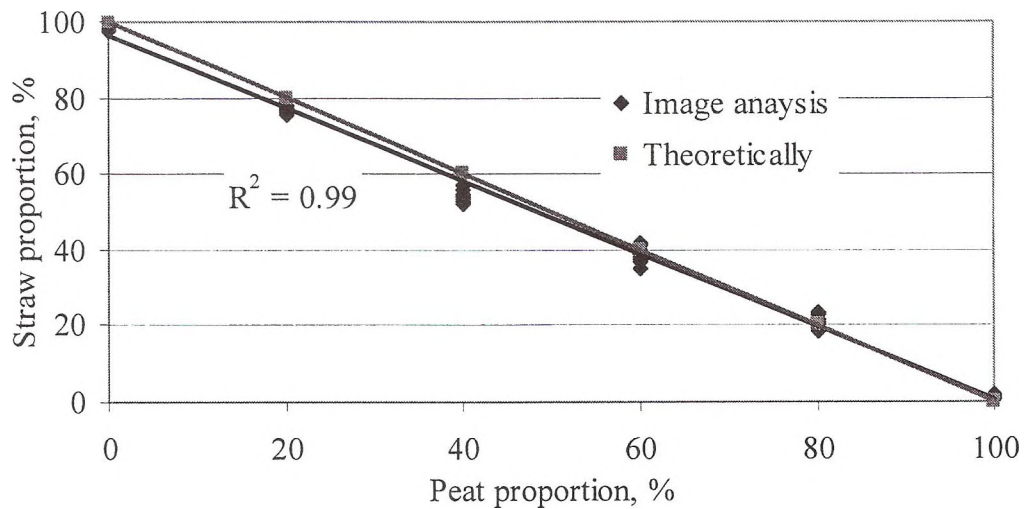 100
80
60
40
20
0
Straw proportion, %
Image anaysis
Theoretically
R² = 0.99
0 20 40 60 80 100
Peat proportion, %